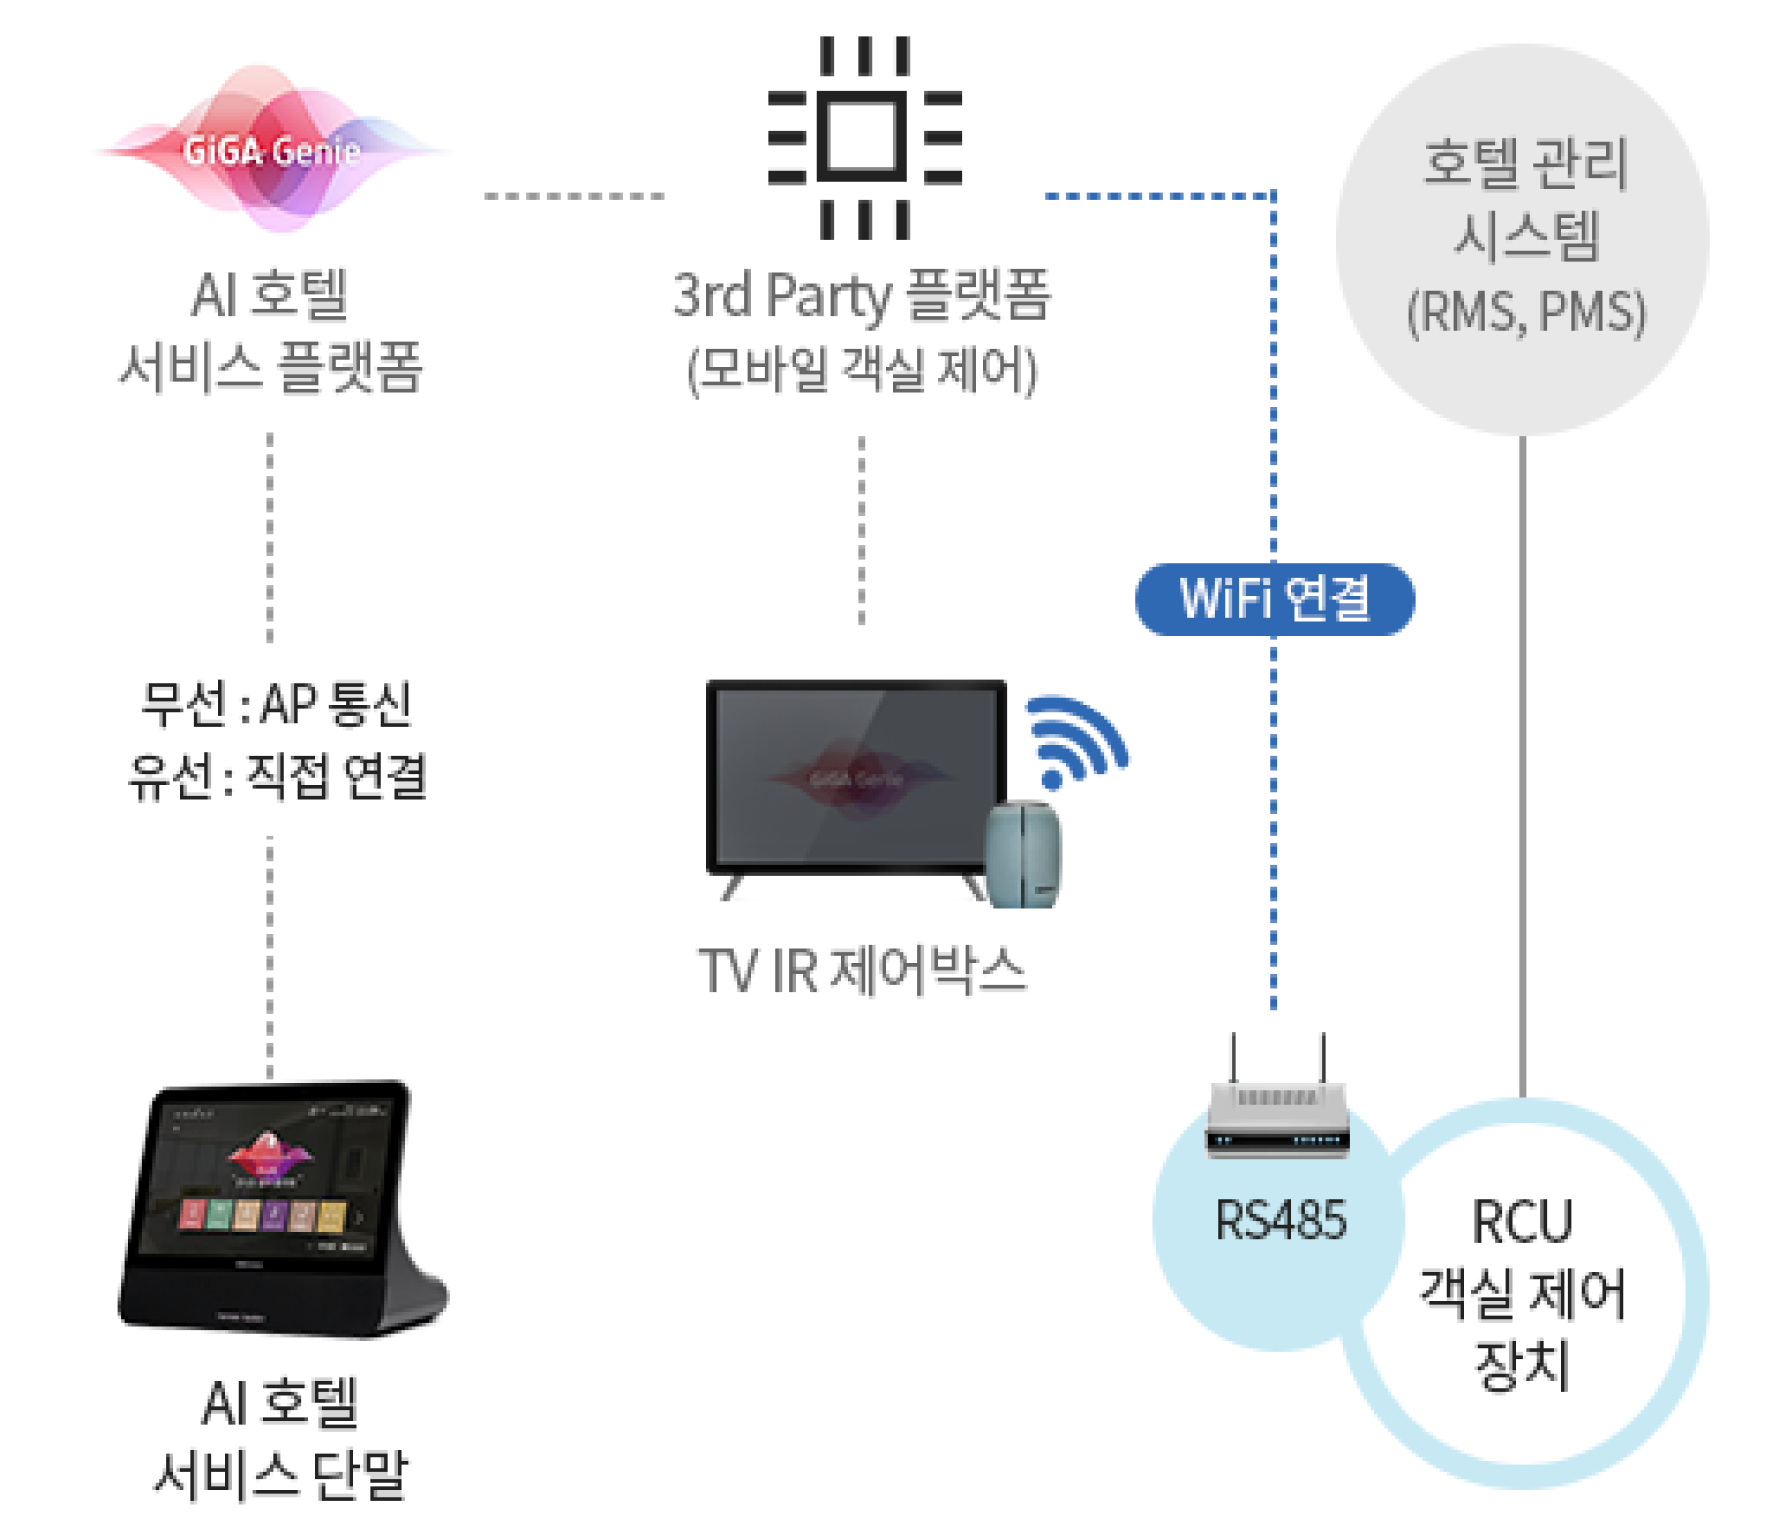 GiGA Genie
AI 호텔
서비스 플랫폼
3rd Party 플랫폼
(모바일 객실 제어)
호텔 관리
시스템
(RMS, PMS)
WiFi 연결
무선 : AP 통신
유선 : 직접 연결
GiGA Genie
TV IR 제어박스
RS485
RCU
객실 제어
장치
AI 호텔
서비스 단말